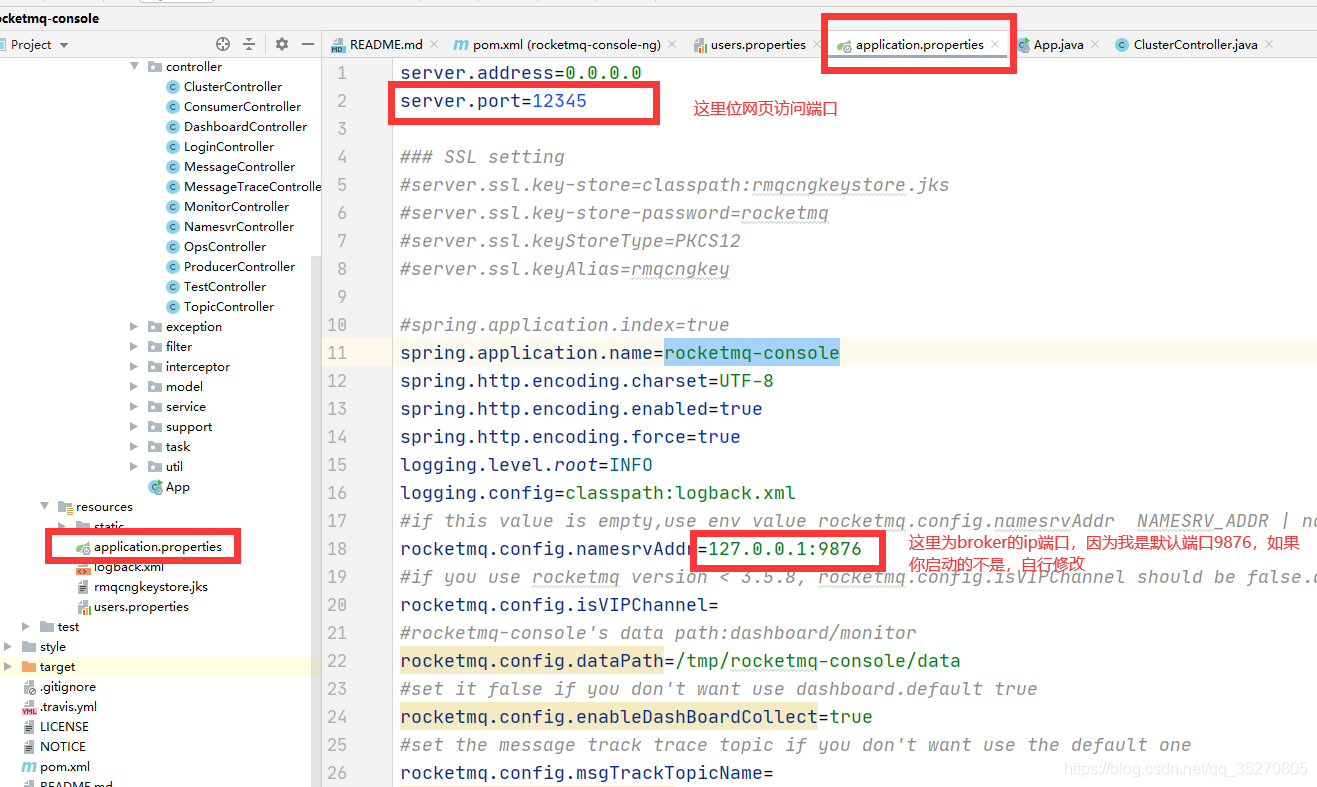 rocketmq-console
Project
README.md
pom.xml (rocketmq-console-ng)
users.properties
application.properties
App.java
ClusterController.java
controller
ClusterController
ConsumerController
DashboardController
LoginController
MessageController
MessageTraceControlle
MonitorController
NamesvrController
OpsController
ProducerController
TestController
TopicController
exception
filter
interceptor
model
service
support
task
util
App
resources
static
application.properties
logback.xml
rmqcngkeystore.jks
users.properties
test
style
target
.gitignore
.travis.yml
LICENSE
NOTICE
pom.xml
README.md
1 server.address=0.0.0.0
2 server.port=12345
这里位网页访问端口
3
4 ### SSL setting
5 #server.ssl.key-store=classpath:rmqcngkeystore.jks
6 #server.ssl.key-store-password=rocketmq
7 #server.ssl.keyStoreType=PKCS12
8 #server.ssl.keyAlias=rmqcngkey
9
10 #spring.application.index=true
11 spring.application.name=rocketmq-console
12 spring.http.encoding.charset=UTF-8
13 spring.http.encoding.enabled=true
14 spring.http.encoding.force=true
15 logging.level.root=INFO
16 logging.config=classpath:logback.xml
17 #if this value is empty,use env value rocketmq.config.namesrvAddr  NAMESRV_ADDR | no
18 rocketmq.config.namesrvAddr=127.0.0.1:9876
这里为broker的ip端口，因为我是默认端口9876，如果
你启动的不是，自行修改
19 #if you use rocketmq version < 3.5.8, rocketmq.config.isVIPChannel should be false.d
20 rocketmq.config.isVIPChannel=
21 #rocketmq-console's data path:dashboard/monitor
22 rocketmq.config.dataPath=/tmp/rocketmq-console/data
23 #set it false if you don't want use dashboard.default true
24 rocketmq.config.enableDashBoardCollect=true
25 #set the message track trace topic if you don't want use the default one
26 rocketmq.config.msgTrackTopicName=
https://blog.csdn.net/qq_35270805